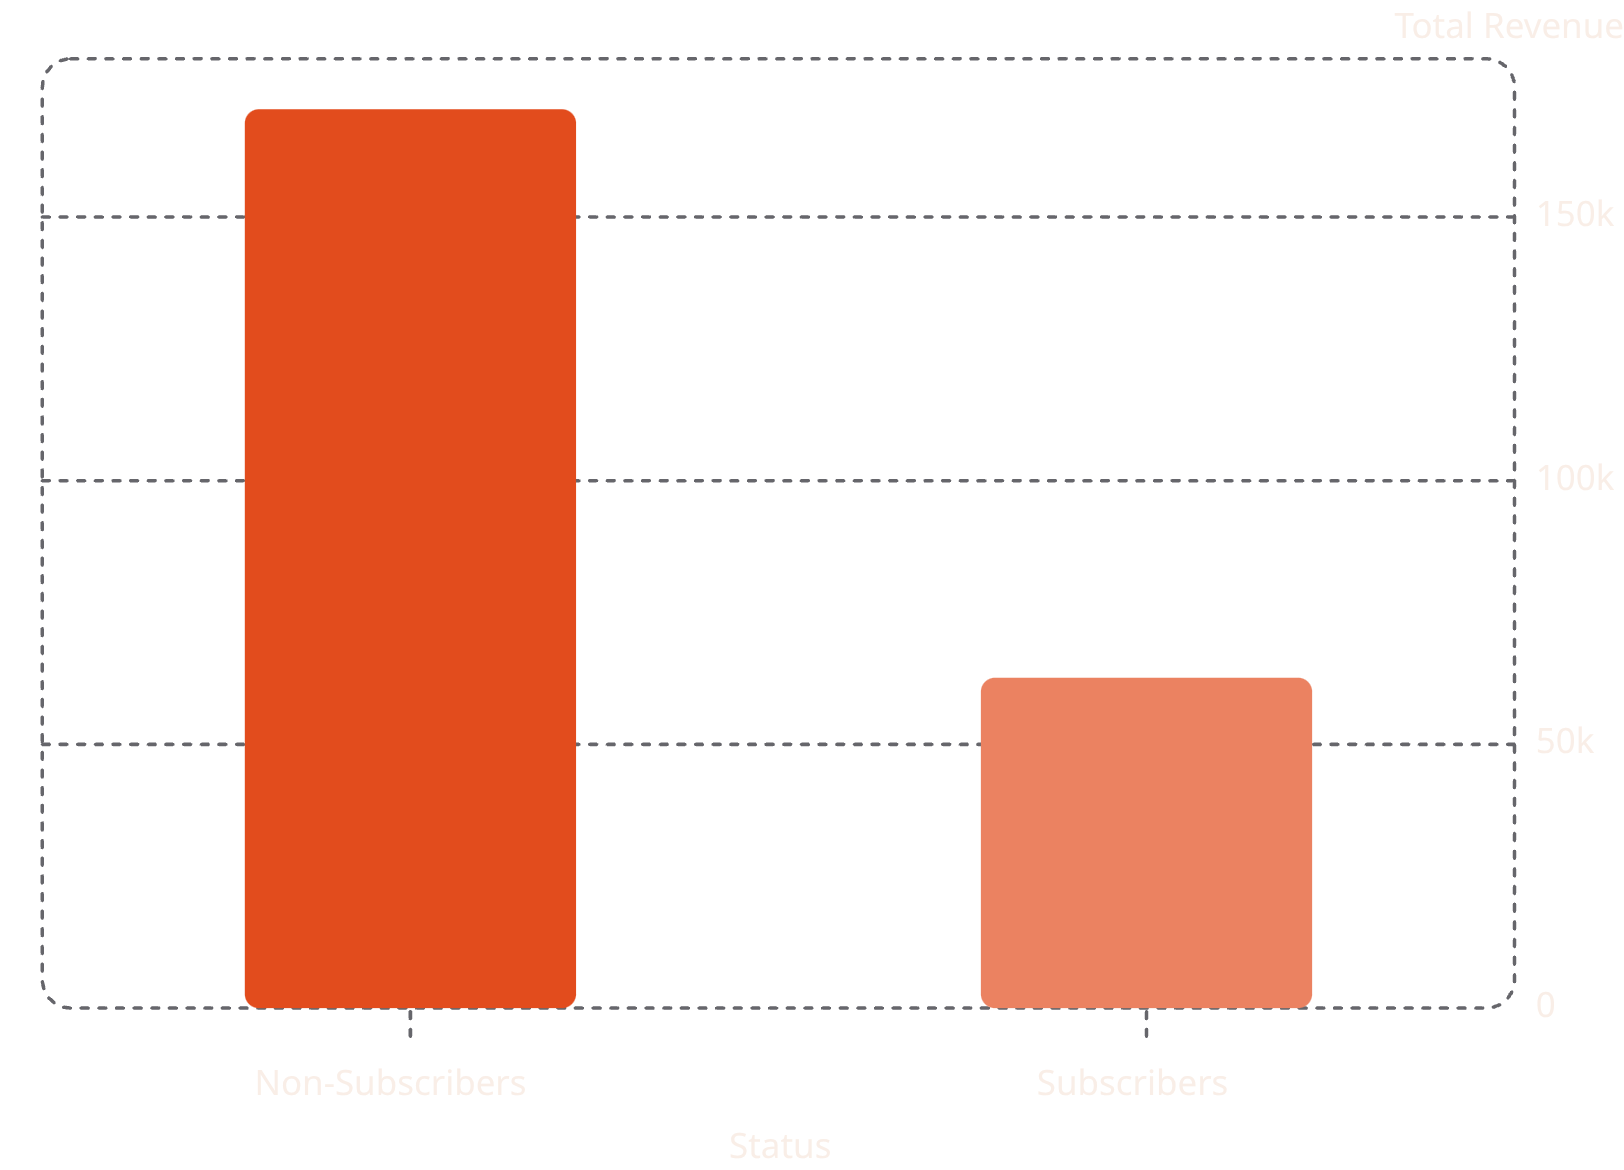 Total Revenue
150k
100k
50k
0
Non-Subscribers
Subscribers
Status